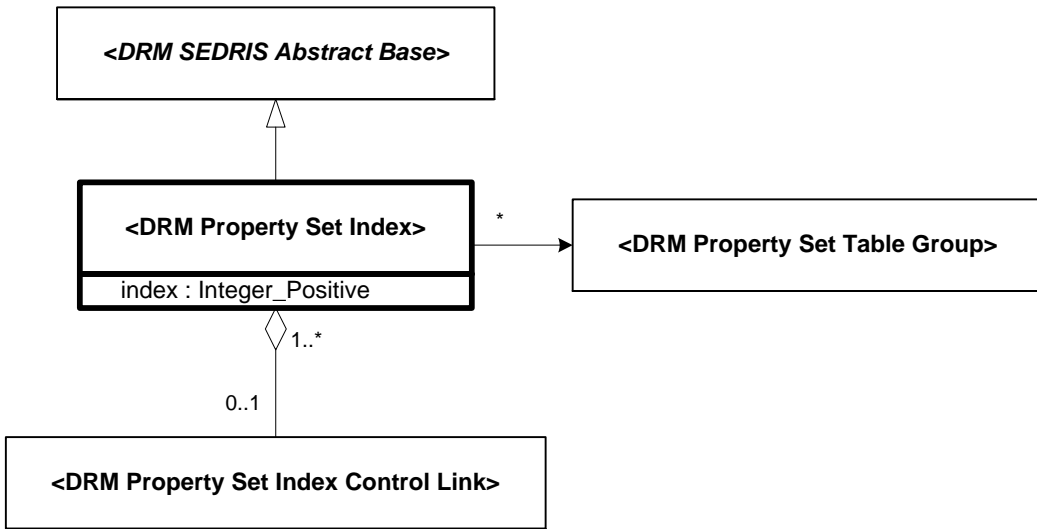 <DRM SEDRIS Abstract Base>
<DRM Property Set Index>
*
<DRM Property Set Table Group>
index : Integer_Positive
1..*
0..1
<DRM Property Set Index Control Link>